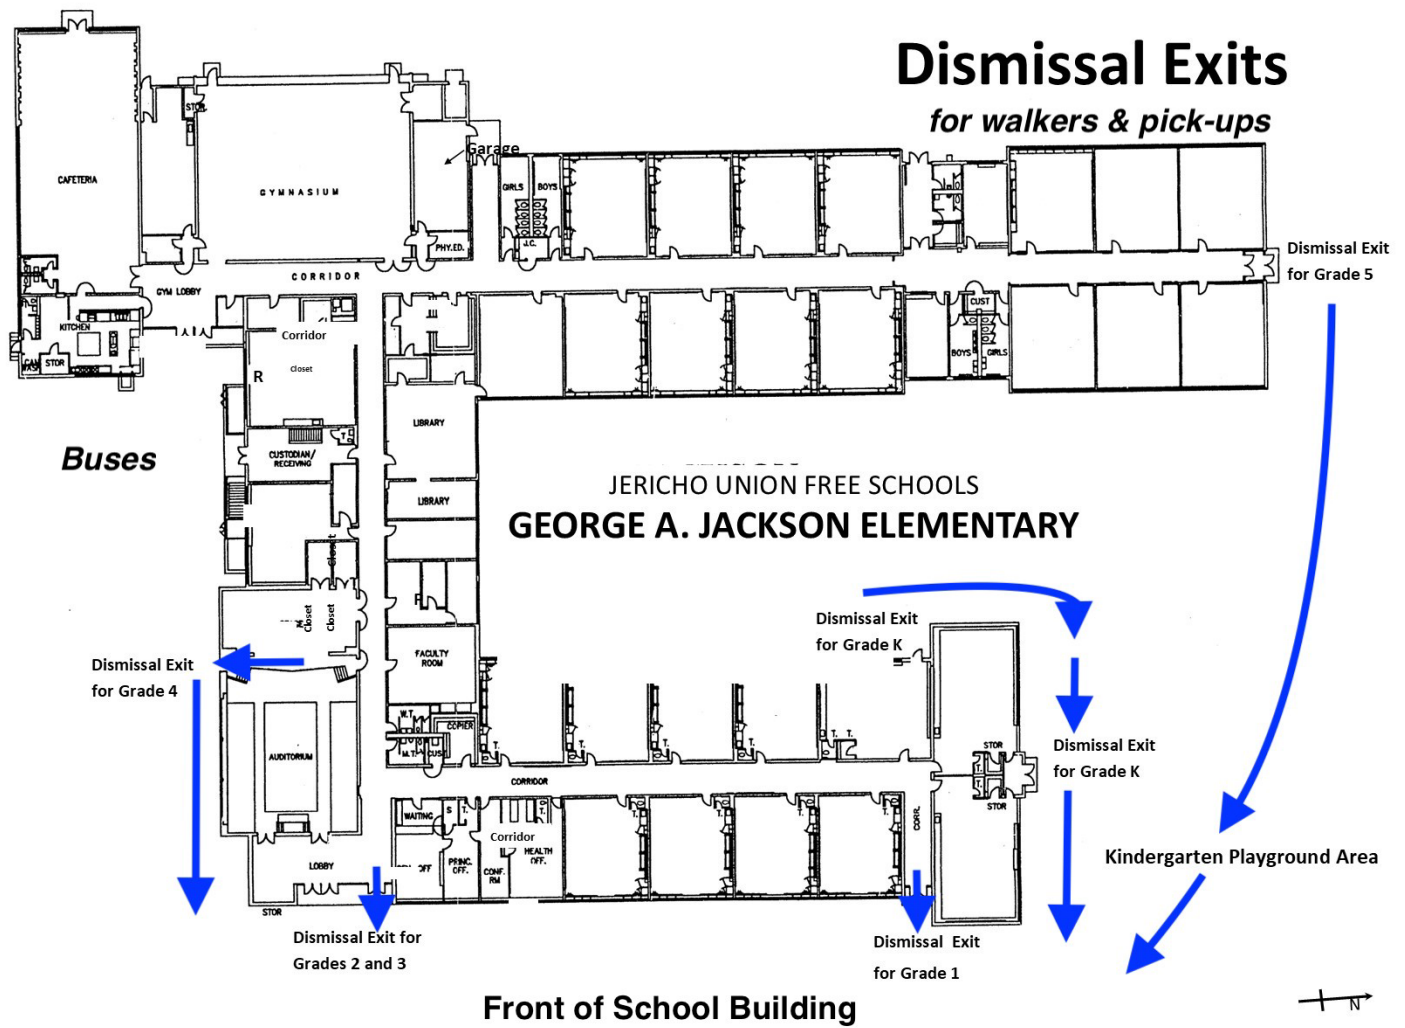 Dismissal Exits
for walkers & pick-ups
STOR.
Garage
CAFETERIA
GYMNASIUM
GIRLS
BOYS
PHY.ED.
J.C.
CORRIDOR
GYM LOBBY
Dismissal Exit
for Grade 5
CUST
KITCHEN
STOR
Corridor
Closet
R
BOYS
GIRLS
LIBRARY
Buses
CUSTODIAN/
RECEIVING
T
JERICHO UNION FREE SCHOOLS
LIBRARY
GEORGE A. JACKSON ELEMENTARY
Closet
Closet
Closet
Dismissal Exit
for Grade K
FACULTY
ROOM
Dismissal Exit
for Grade 4
W.T.
COPIER
M.T.
CUS
T.
T.
T.
T.
T.
T.
AUDITORIUM
STOR
T.
T.
STOR
Dismissal Exit
for Grade K
CORRIDOR
WAITING
S
T.
T.
T.
T.
T.
T.
CORR.
Corridor
HEALTH
OFF.
LOBBY
OFF
PRINC.
OFF.
CONF.
RM
Kindergarten Playground Area
STOR
Dismissal Exit for
Grades 2 and 3
Dismissal Exit
for Grade 1
Front of School Building
N